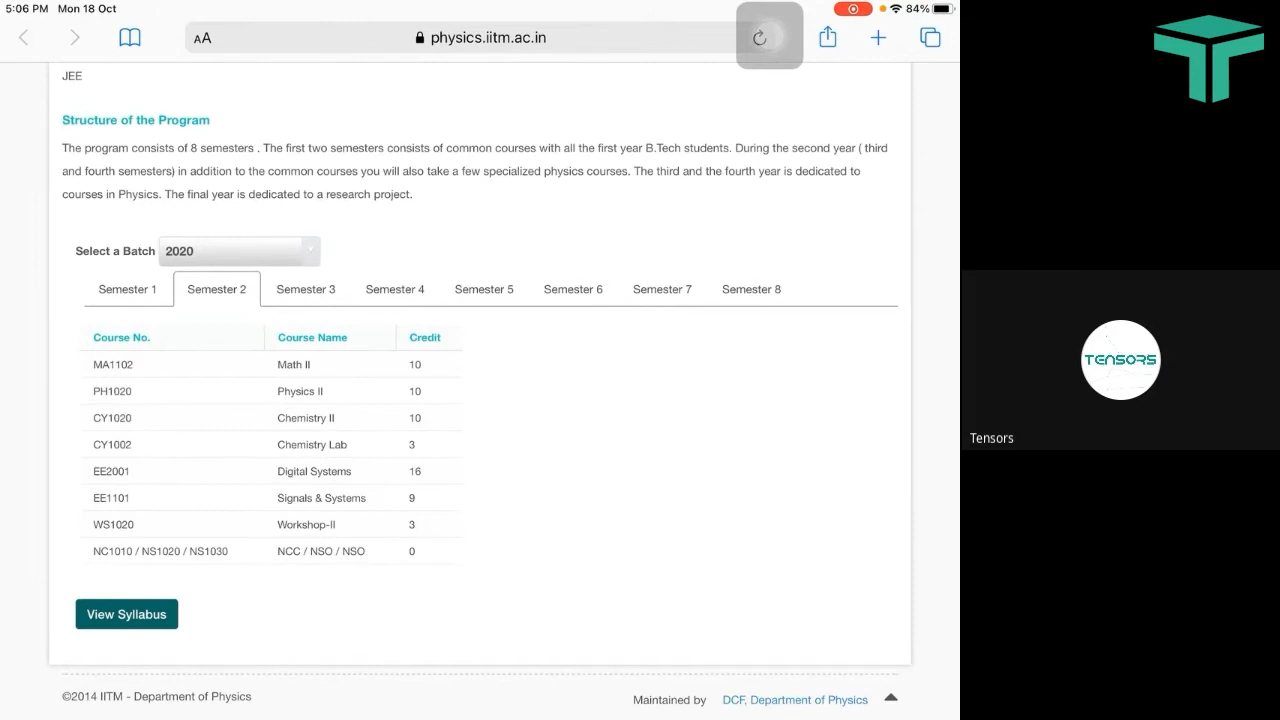 5:06 PM Mon 18 Oct 84%
AA physics.iitm.ac.in
JEE
Structure of the Program
The program consists of 8 semesters . The first two semesters consists of common courses with all the first year B.Tech students. During the second year ( third
and fourth semesters) in addition to the common courses you will also take a few specialized physics courses. The third and the fourth year is dedicated to
courses in Physics. The final year is dedicated to a research project.
Select a Batch 2020
Semester 1 Semester 2 Semester 3 Semester 4 Semester 5 Semester 6 Semester 7 Semester 8
Course No. Course Name Credit
MA1102 Math II 10
PH1020 Physics II 10
CY1020 Chemistry II 10
CY1002 Chemistry Lab 3
EE2001 Digital Systems 16
EE1101 Signals & Systems 9
WS1020 Workshop-II 3
NC1010 / NS1020 / NS1030 NCC / NSO / NSO 0
View Syllabus
©2014 IITM - Department of Physics
Maintained by DCF, Department of Physics
TENSORS
Tensors